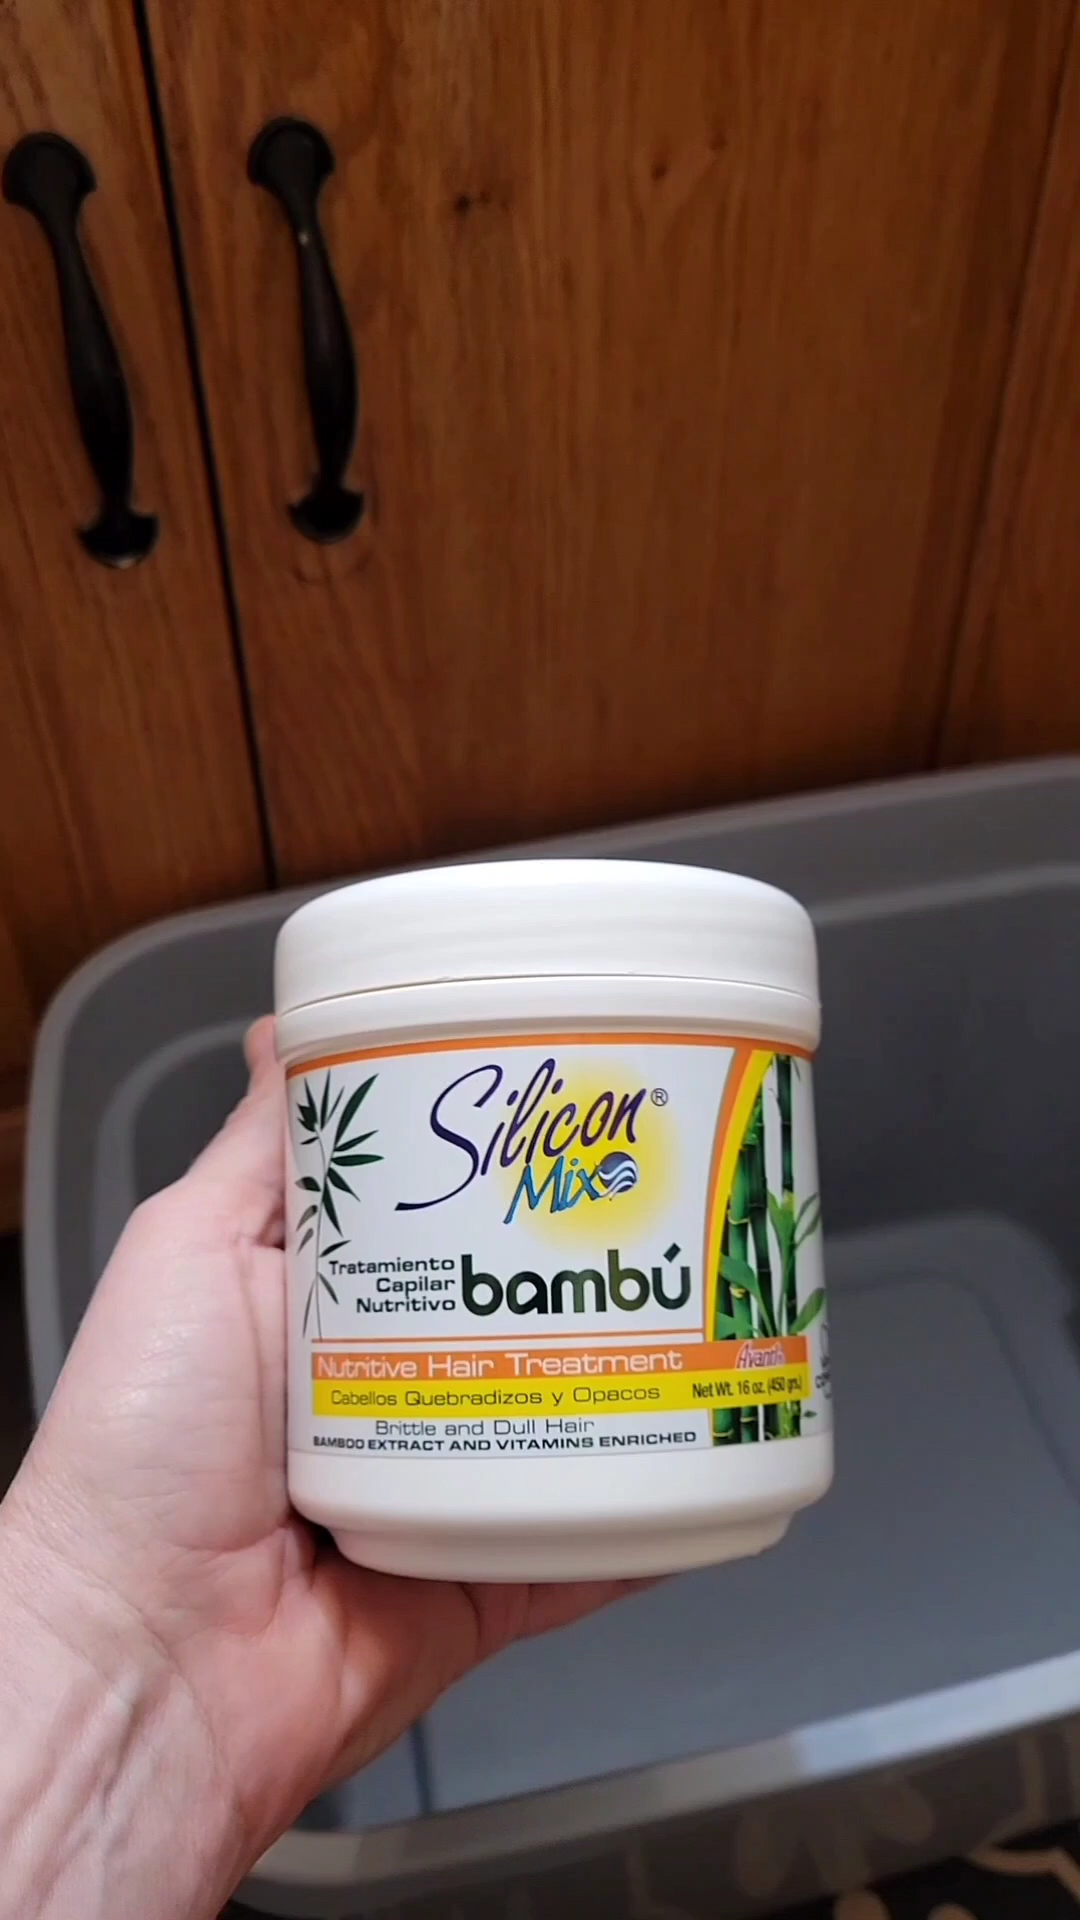 Silicon®
Mix
Tratamiento
Capilar
Nutritivo
bambú
Nutritive Hair Treatment
Avanti
Cabellos Quebradizos y Opacos
Net Wt. 16 oz. (450 grs.)
Brittle and Dull Hair
BAMBOO EXTRACT AND VITAMINS ENRICHED